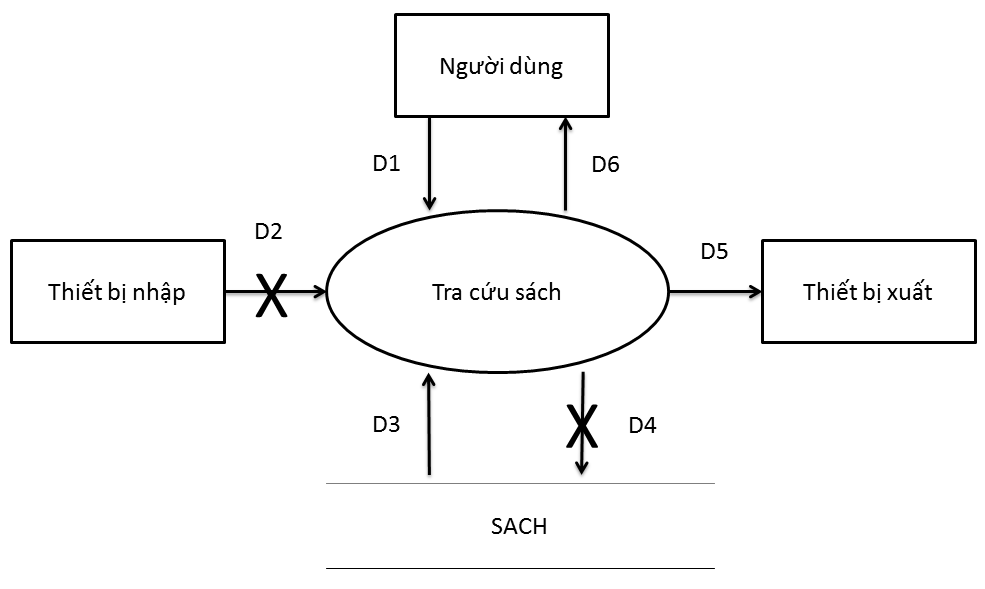 Người dùng
D1
D6
D2
D5
Thiết bị nhập
X
Tra cứu sách
Thiết bị xuất
D3
X
D4
SACH